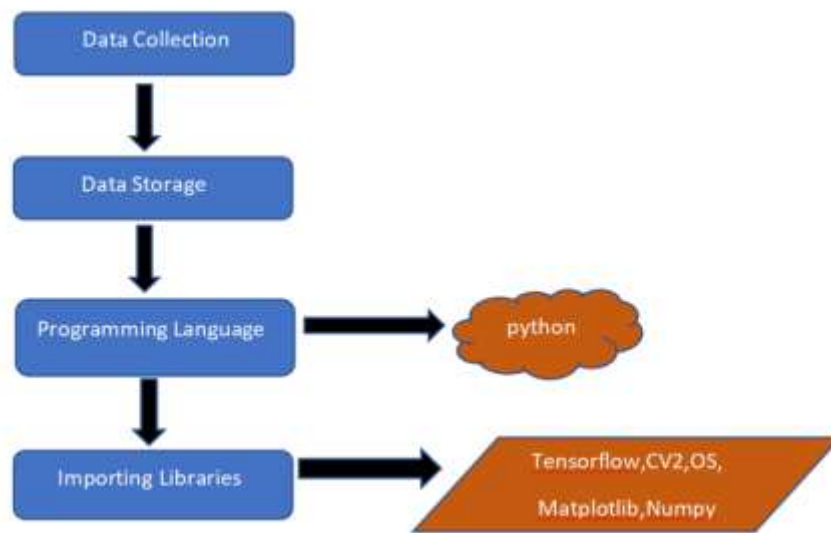 Data Collection
Data Storage
Programming Language
python
Importing Libraries
Tensorflow,CV2,OS,
Matplotlib,Numpy